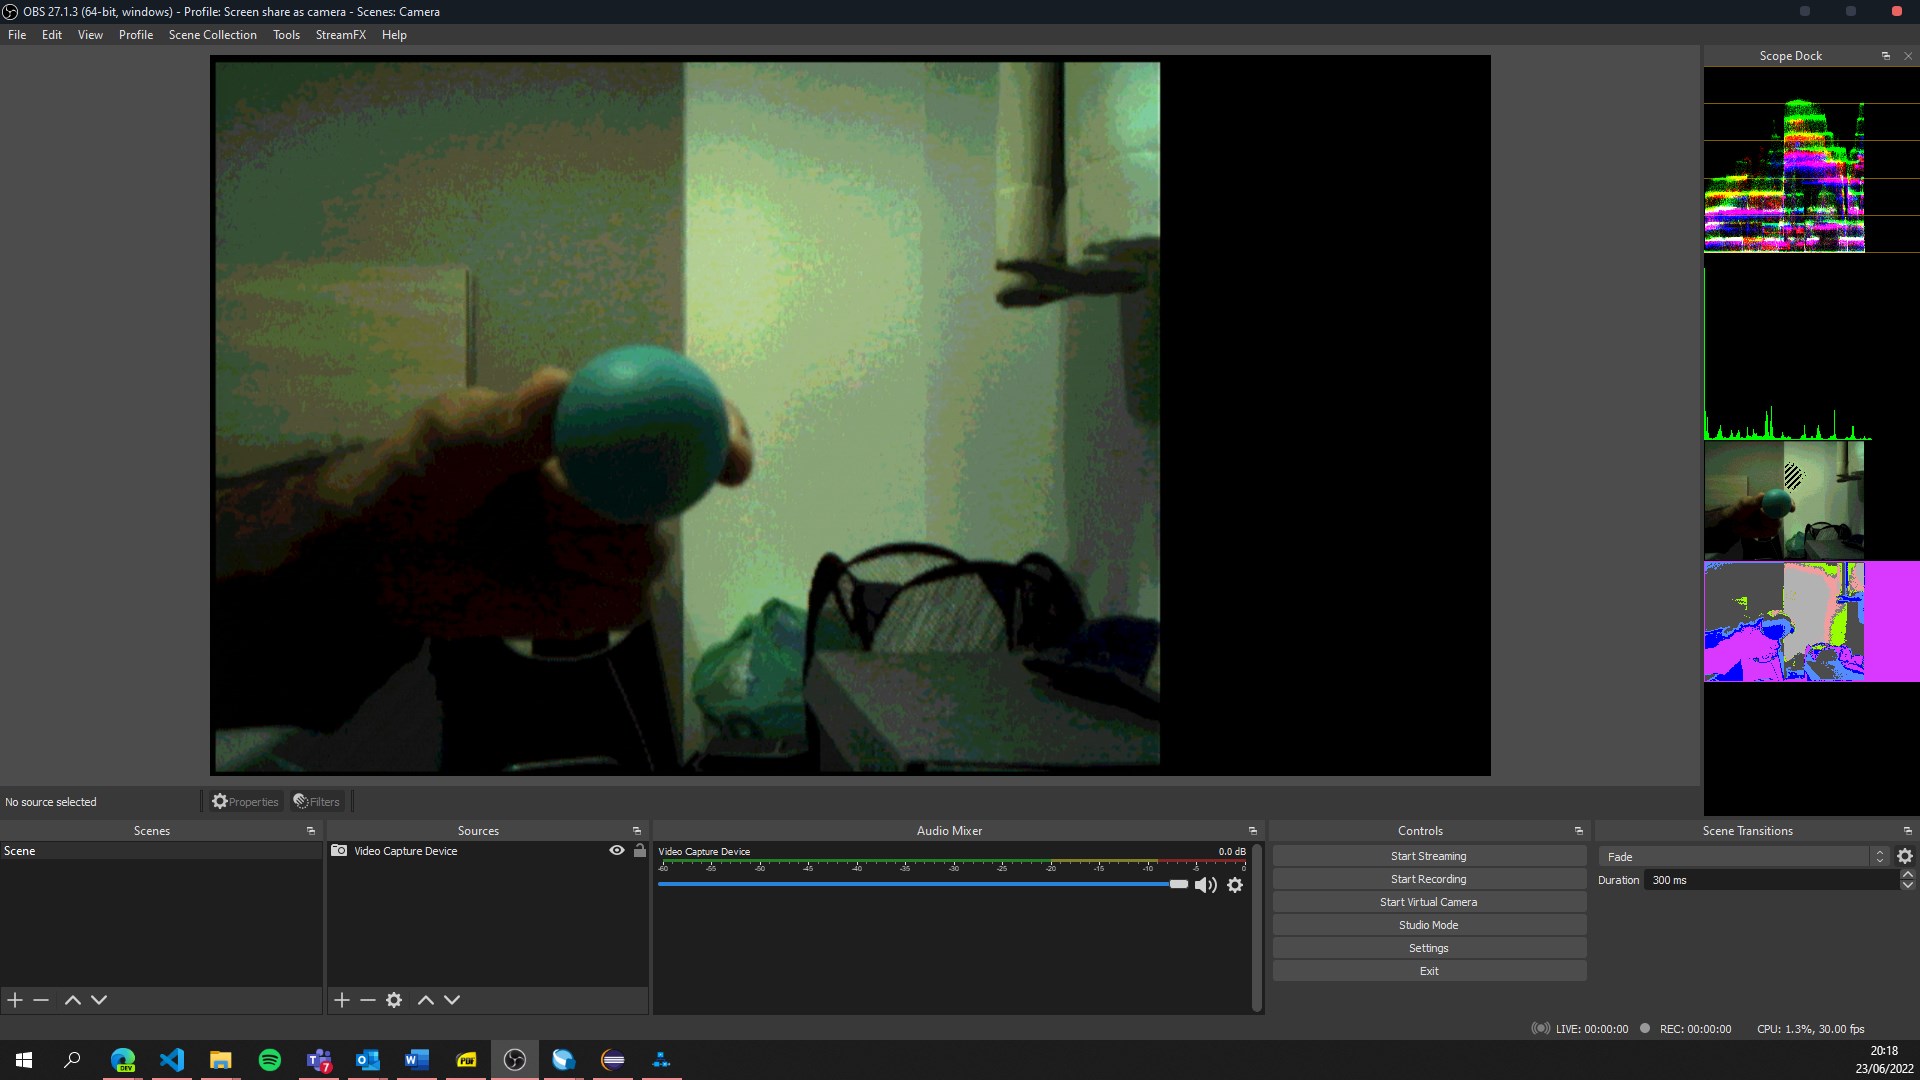 OBS 27.1.3 (64-bit, windows) - Profile: Screen share as camera - Scenes: Camera
File Edit View Profile Scene Collection Tools StreamFX Help
Scope Dock
No source selected
Properties
Filters
Scenes
Scene
Sources
Video Capture Device
Audio Mixer
Video Capture Device 0.0 dB
-60 -55 -50 -45 -40 -35 -30 -25 -20 -15 -10 -5 0
Controls
Start Streaming
Start Recording
Start Virtual Camera
Studio Mode
Settings
Exit
Scene Transitions
Fade
Duration 300 ms
LIVE: 00:00:00 REC: 00:00:00 CPU: 1.3%, 30.00 fps
DEV
T
7
W
PDF
20:18
23/06/2022